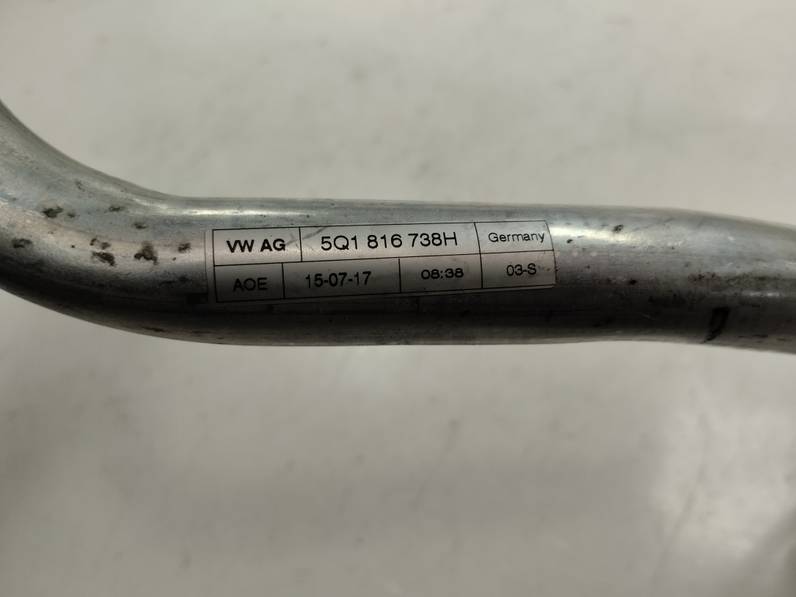 VW AG 5Q1 816 738H Germany
AOE 15-07-17 08:38 03-S